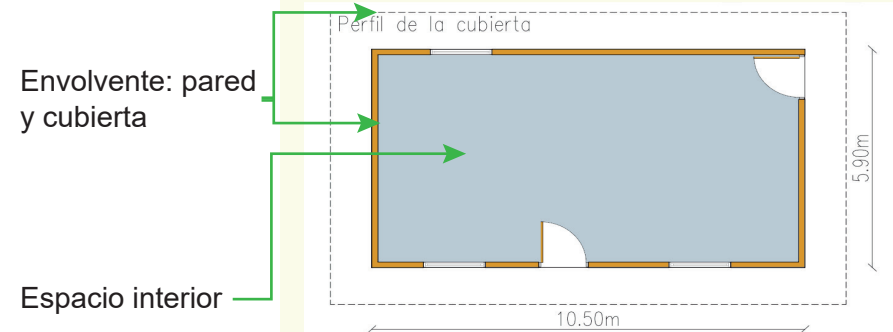 Perfil de la cubierta
Envolvente: pared
y cubierta
5.90m
Espacio interior
10.50m